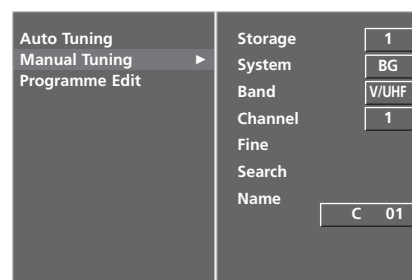 Auto Tuning
Manual Tuning ►
Programme Edit
Storage 1
System BG
Band V/UHF
Channel 1
Fine
Search
Name
C 01